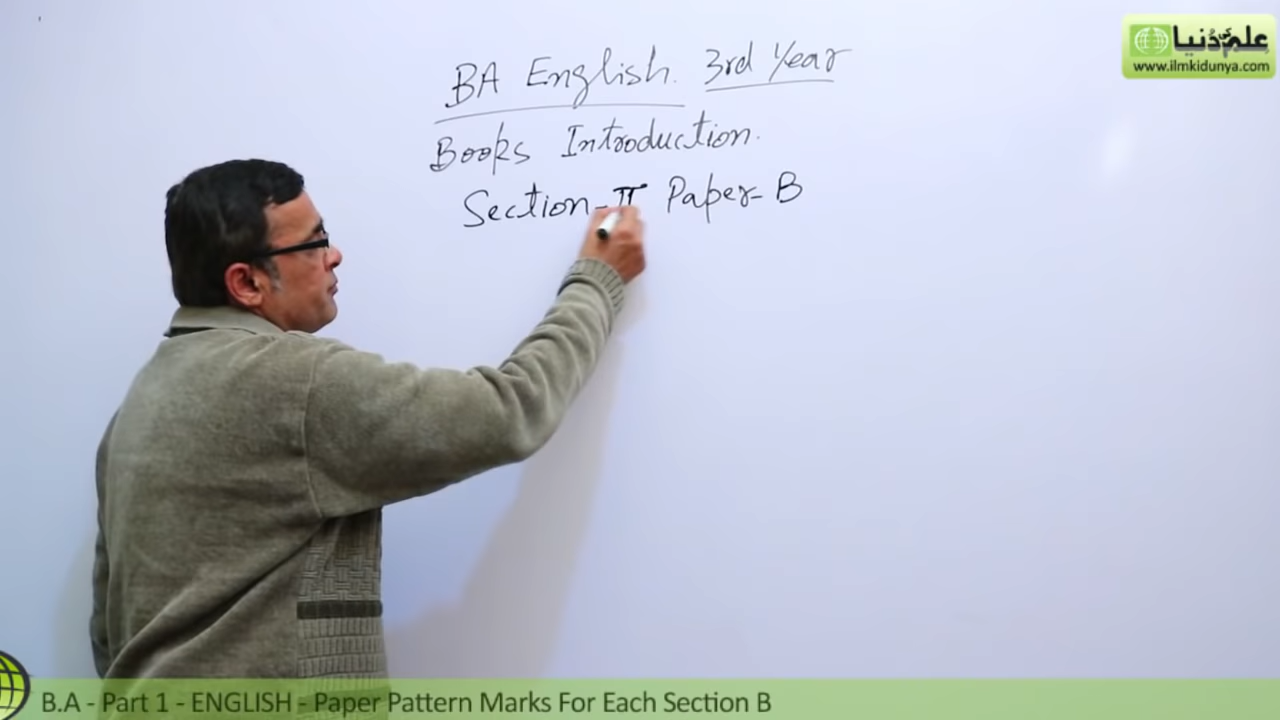 علم کی دنیا
www.ilmkidunya.com
BA English. 3rd Year
Books Introduction.
Section-II Paper-B
B.A - Part 1 - ENGLISH - Paper Pattern Marks For Each Section B